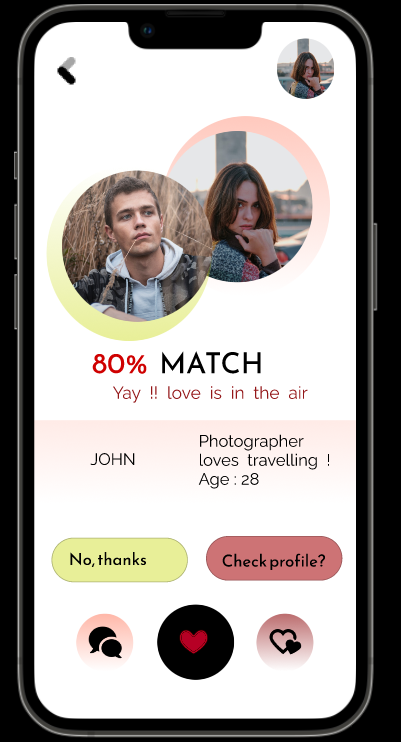 80% MATCH
Yay !! love is in the air
JOHN
Photographer
loves travelling !
Age : 28
No, thanks
Check profile?